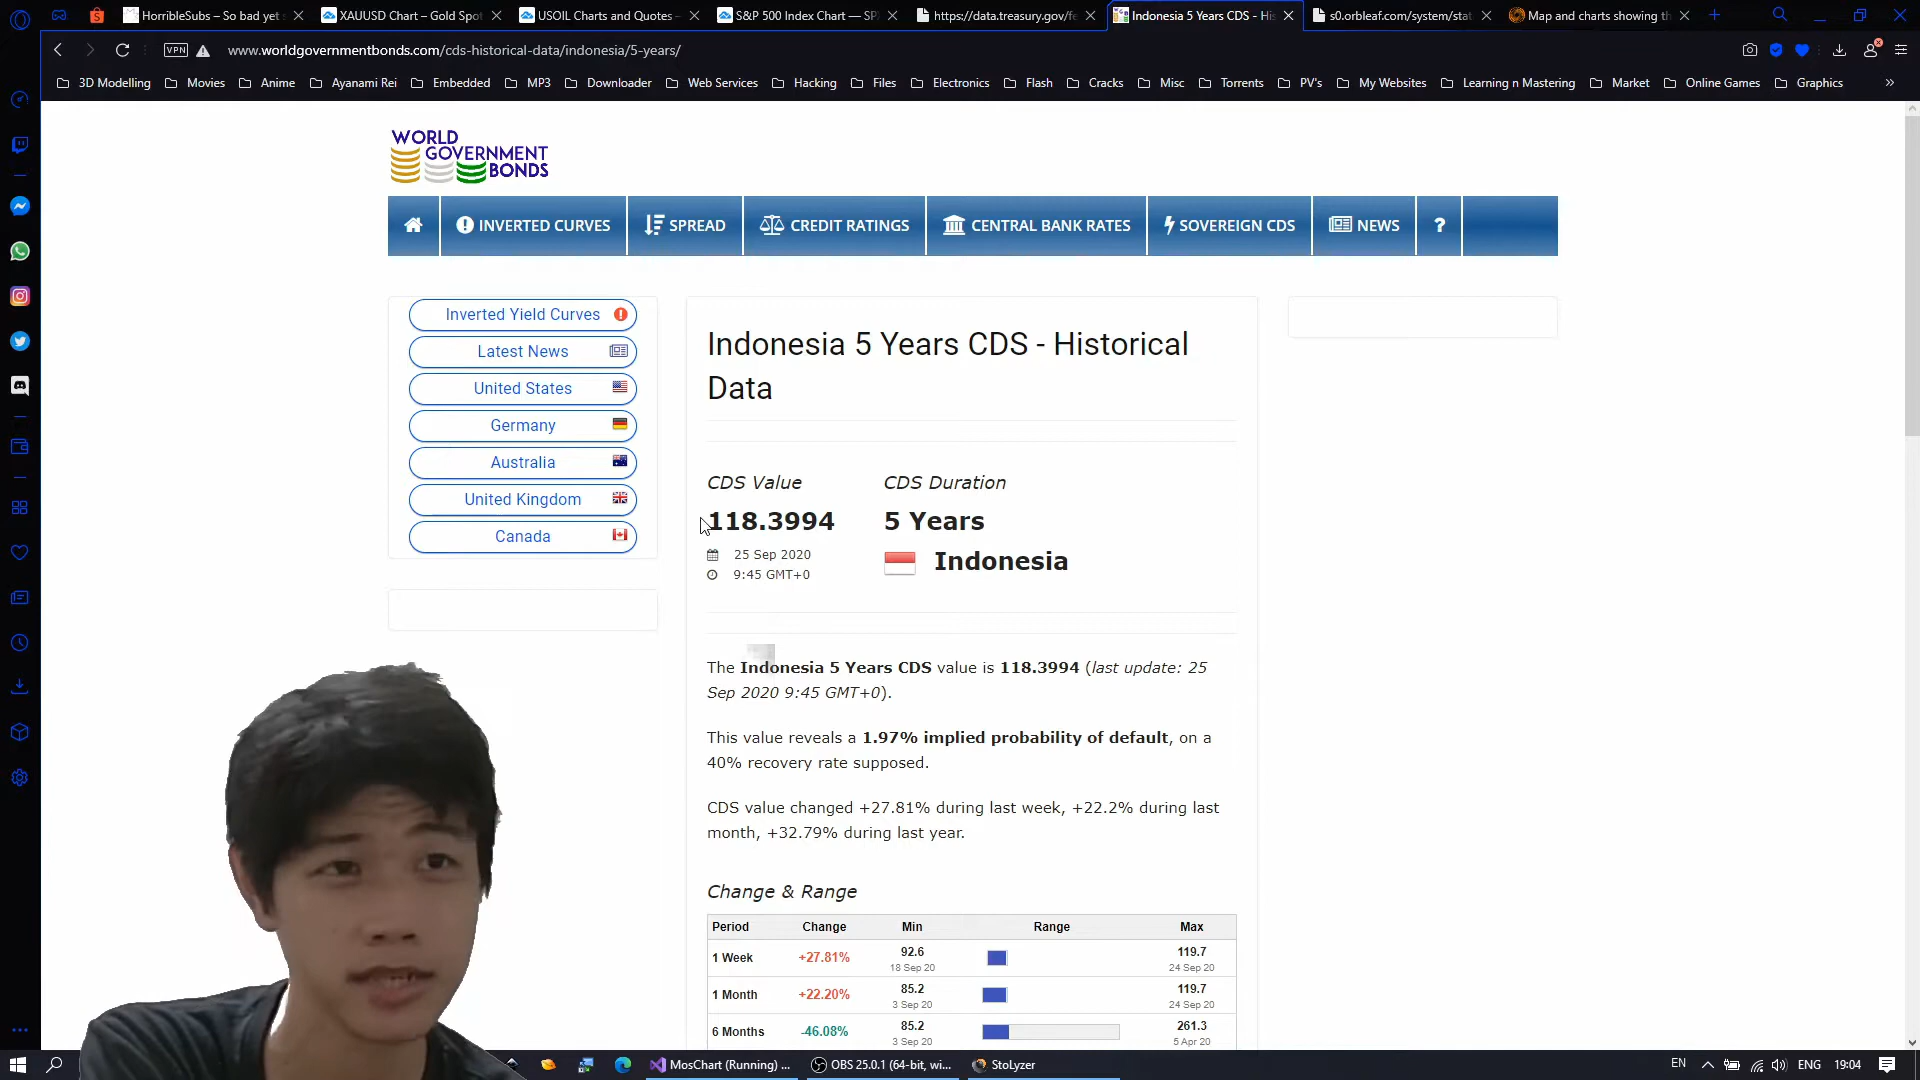 HorribleSubs – So bad yet s
XAUUSD Chart – Gold Spot
USOIL Charts and Quotes –
S&P 500 Index Chart — SP
https://data.treasury.gov/fe
Indonesia 5 Years CDS - His
s0.orbleaf.com/system/stat
Map and charts showing th
VPN
www.worldgovernmentbonds.com/cds-historical-data/indonesia/5-years/
3D Modelling
Movies
Anime
Ayanami Rei
Embedded
MP3
Downloader
Web Services
Hacking
Files
Electronics
Flash
Cracks
Misc
Torrents
PV's
My Websites
Learning n Mastering
Market
Online Games
Graphics
WORLD
GOVERNMENT
BONDS
INVERTED CURVES
SPREAD
CREDIT RATINGS
CENTRAL BANK RATES
SOVEREIGN CDS
NEWS
?
Inverted Yield Curves
Latest News
United States
Germany
Australia
United Kingdom
Canada
Indonesia 5 Years CDS - Historical
Data
CDS Value
CDS Duration
118.3994
5 Years
25 Sep 2020
9:45 GMT+0
Indonesia
The Indonesia 5 Years CDS value is 118.3994 (last update: 25
Sep 2020 9:45 GMT+0).
This value reveals a 1.97% implied probability of default, on a
40% recovery rate supposed.
CDS value changed +27.81% during last week, +22.2% during last
month, +32.79% during last year.
Change & Range
Period Change Min Range Max
1 Week +27.81% 92.6 119.7
18 Sep 20 24 Sep 20
1 Month +22.20% 85.2 119.7
3 Sep 20 24 Sep 20
6 Months -46.08% 85.2 261.3
3 Sep 20 5 Apr 20
MosChart (Running) ...
OBS 25.0.1 (64-bit, wi...
StoLyzer
EN
ENG
19:04